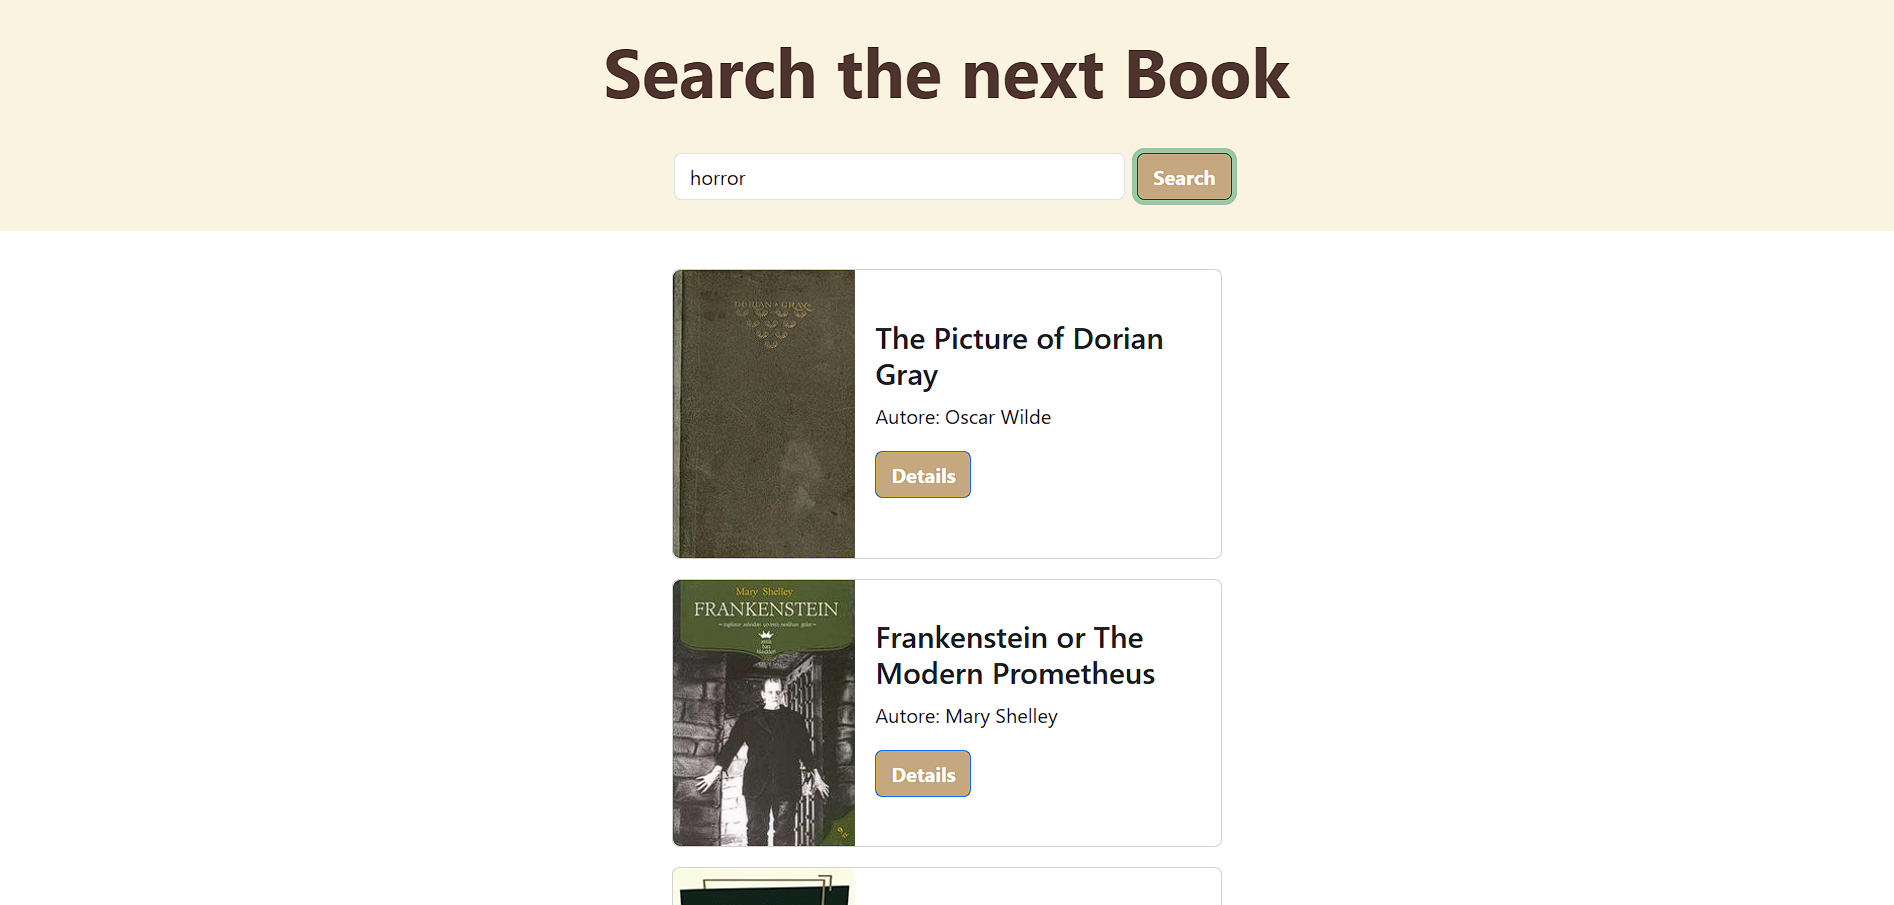 Search the next Book
horror
Search
DORIAN GRAY
The Picture of Dorian
Gray
Autore: Oscar Wilde
Details
Mary Shelley
FRANKENSTEIN
Frankenstein or The
Modern Prometheus
Autore: Mary Shelley
Details